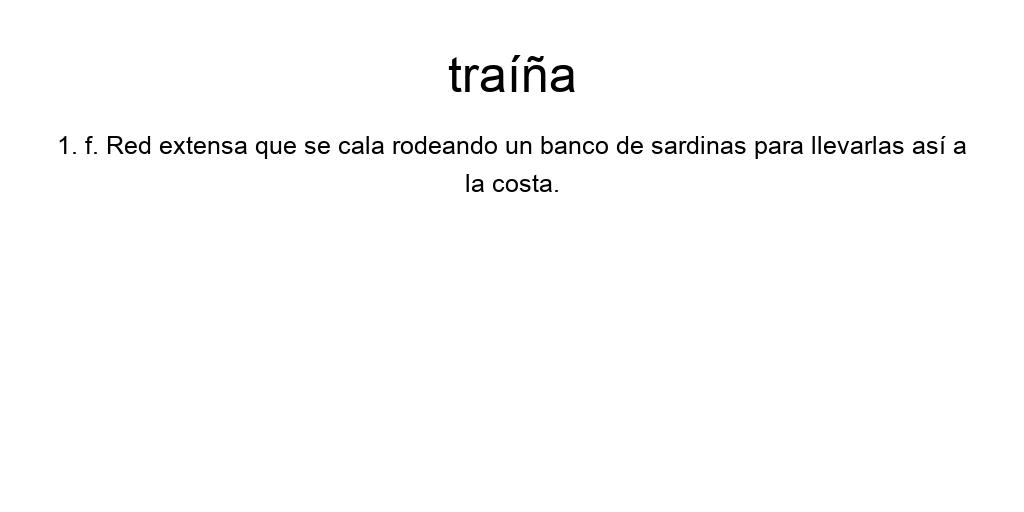 traíña
1. f. Red extensa que se cala rodeando un banco de sardinas para llevarlas así a
la costa.